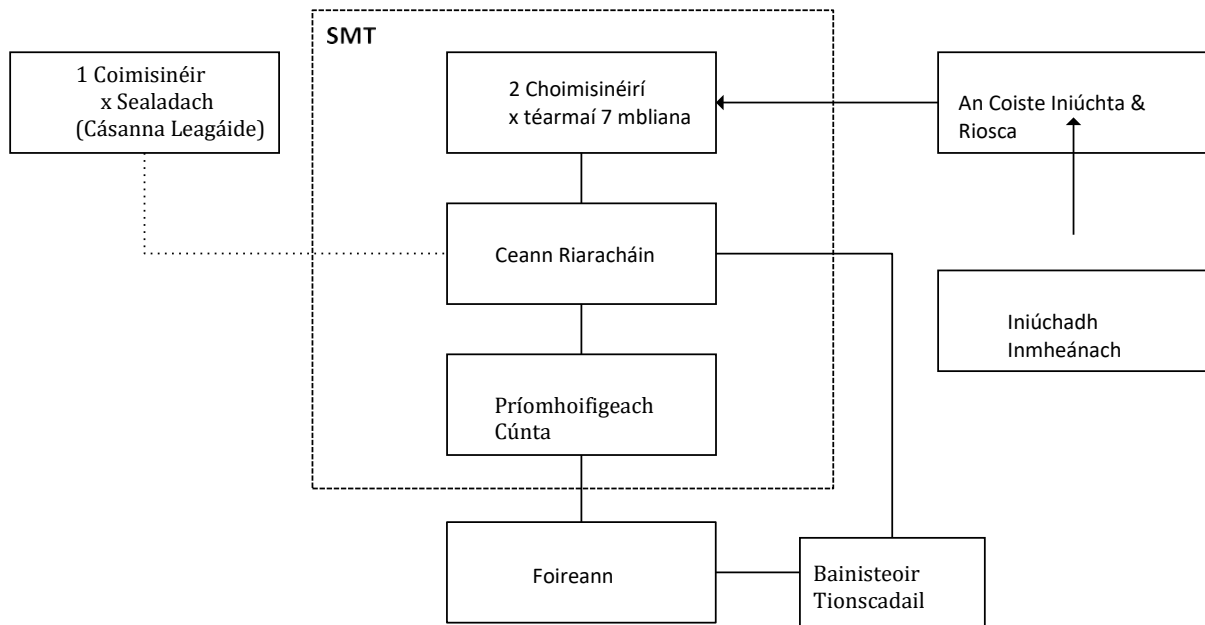 SMT
1 Coimisinéir
x Sealadach
(Cásanna Leagáide)
2 Choimisinéirí
x téarmaí 7 mbliana
An Coiste Iniúchta &
Riosca
Ceann Riaracháin
Iniúchadh
Inmheánach
Príomhoifigeach
Cúnta
Foireann
Bainisteoir
Tionscadail